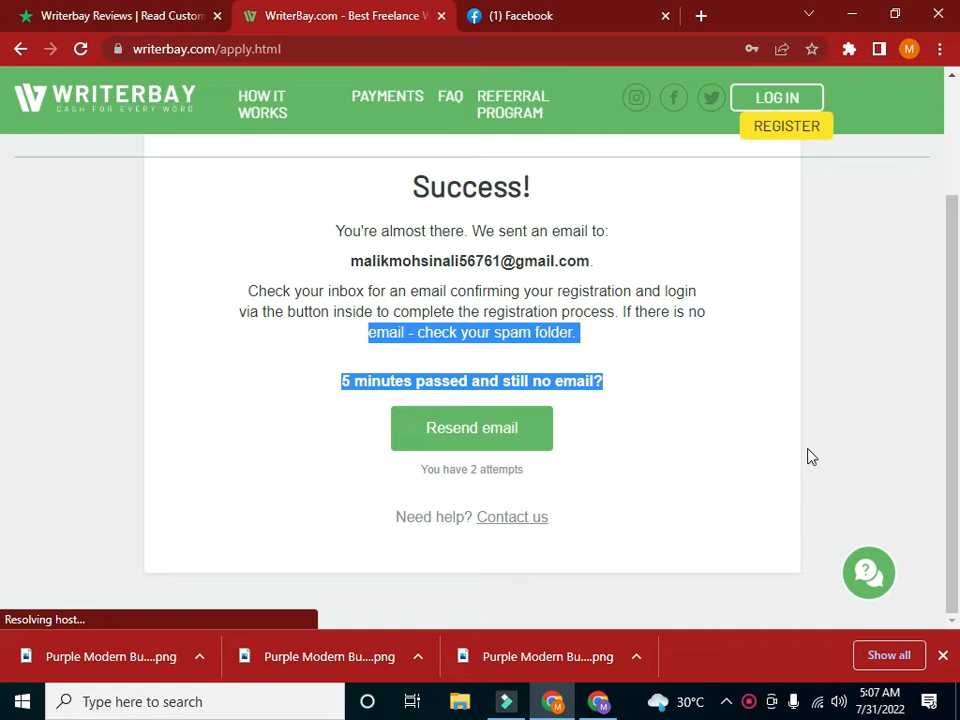 Writerbay Reviews | Read Custom
WriterBay.com - Best Freelance W
(1) Facebook
writerbay.com/apply.html
M
WRITERBAY
CASH FOR EVERY WORD
HOW IT WORKS
PAYMENTS
FAQ
REFERRAL PROGRAM
LOG IN
REGISTER
Success!
You're almost there. We sent an email to:
malikmohsinali56761@gmail.com.
Check your inbox for an email confirming your registration and login
via the button inside to complete the registration process. If there is no
email - check your spam folder.
5 minutes passed and still no email?
Resend email
You have 2 attempts
Need help? Contact us
Resolving host...
Purple Modern Bu....png
Purple Modern Bu....png
Purple Modern Bu....png
Show all
Type here to search
30°C
5:07 AM
7/31/2022